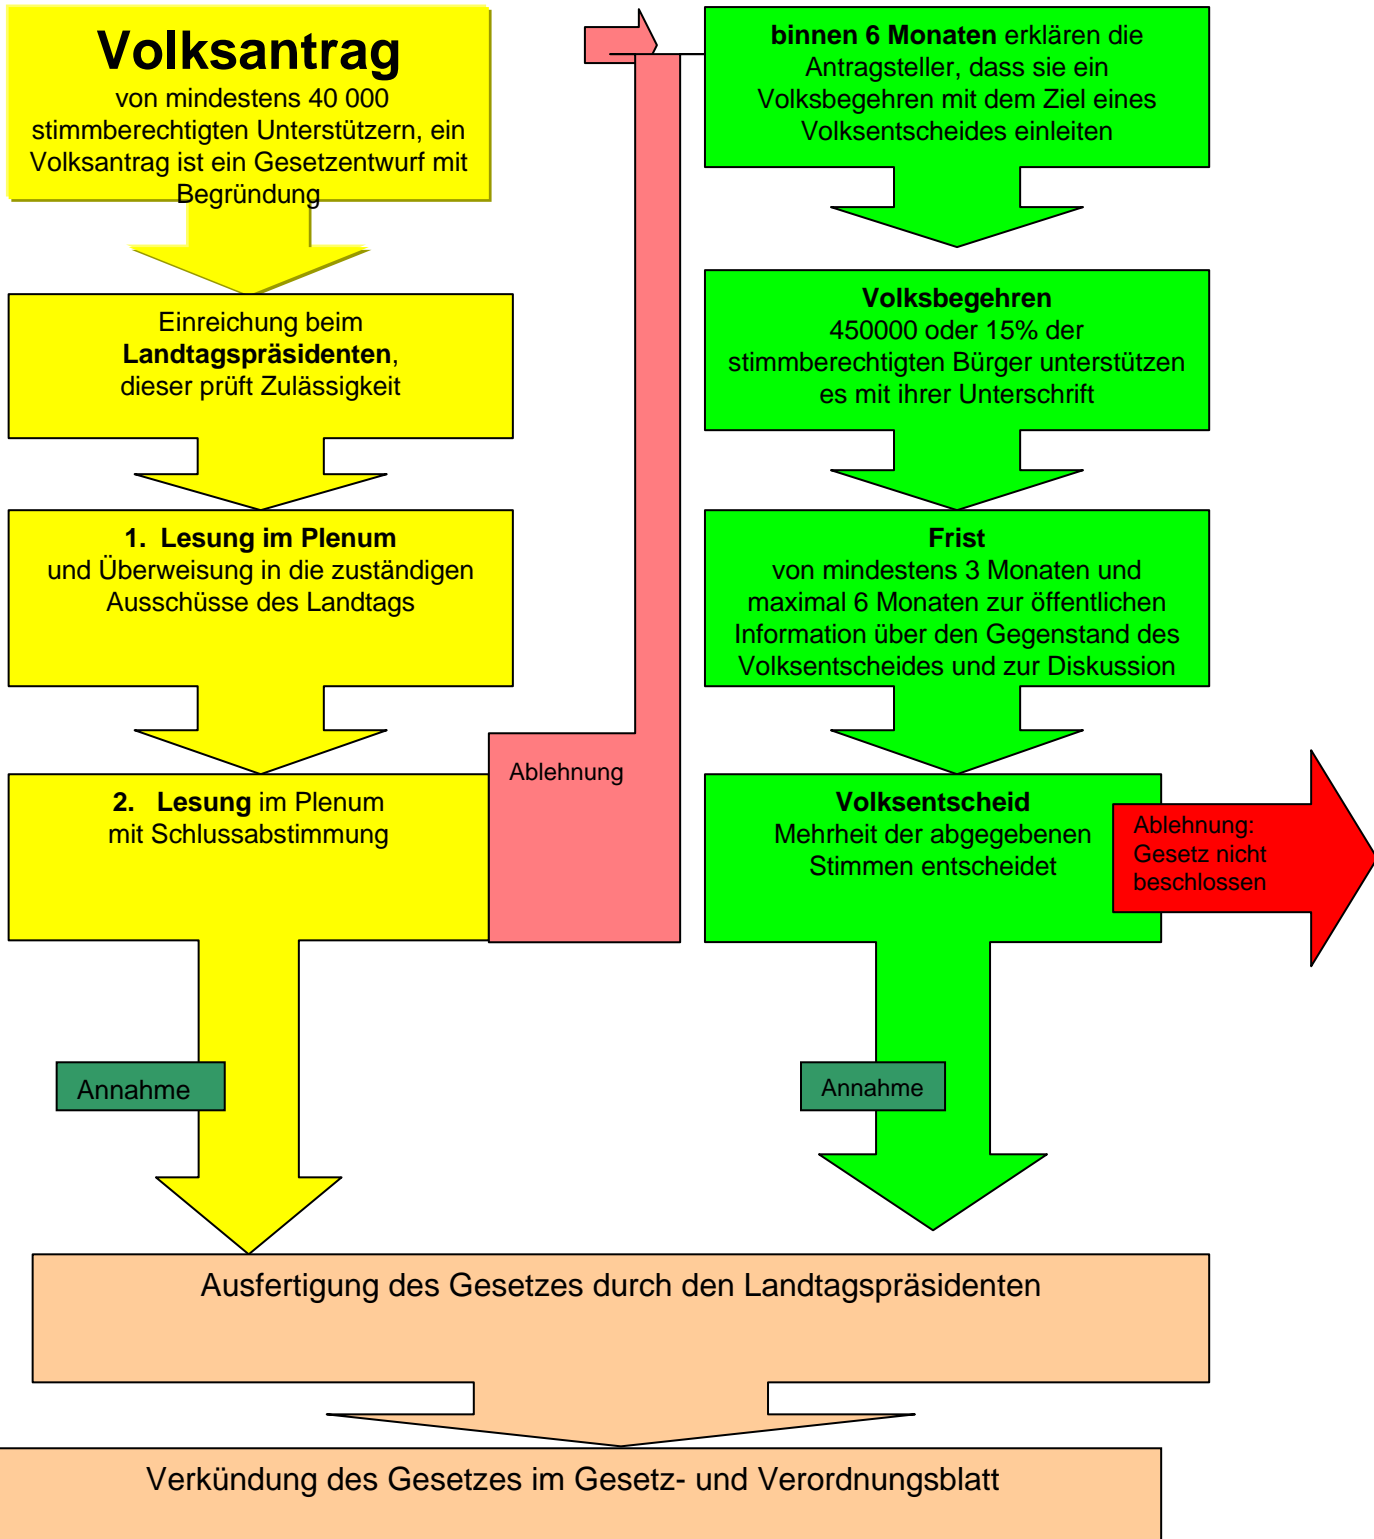 Volksantrag
von mindestens 40 000
stimmberechtigten Unterstützern, ein
Volksantrag ist ein Gesetzentwurf mit
Begründung
Einreichung beim
Landtagspräsidenten,
dieser prüft Zulässigkeit
1. Lesung im Plenum
und Überweisung in die zuständigen
Ausschüsse des Landtags
2. Lesung im Plenum
mit Schlussabstimmung
Ablehnung
Annahme
binnen 6 Monaten erklären die
Antragsteller, dass sie ein
Volksbegehren mit dem Ziel eines
Volksentscheides einleiten
Volksbegehren
450000 oder 15% der
stimmberechtigten Bürger unterstützen
es mit ihrer Unterschrift
Frist
von mindestens 3 Monaten und
maximal 6 Monaten zur öffentlichen
Information über den Gegenstand des
Volksentscheides und zur Diskussion
Volksentscheid
Mehrheit der abgegebenen
Stimmen entscheidet
Ablehnung:
Gesetz nicht
beschlossen
Annahme
Ausfertigung des Gesetzes durch den Landtagspräsidenten
Verkündung des Gesetzes im Gesetz- und Verordnungsblatt